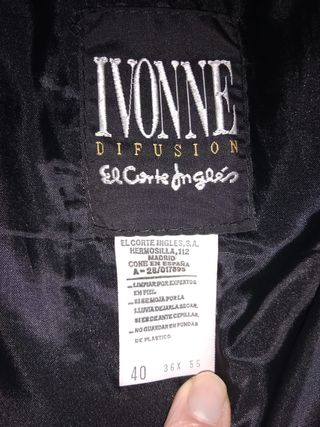 IVONNE
DIFUSION
El Corte Inglés
EL CORTE INGLES, S.A.
HERMOSILLA, 112
MADRID
CONF EN ESPAÑA
A-28/017895
-.LIMPIAR POR EXPERTOS
EN PIEL.
-.SI SE MOJA POR LA
LLUVIA DEJARLA SECAR.
SIENDE ANTE CEPILLAR.
-.NO GUARDAR EN FUNDAS
DE PLASTICO.
40 36X 55